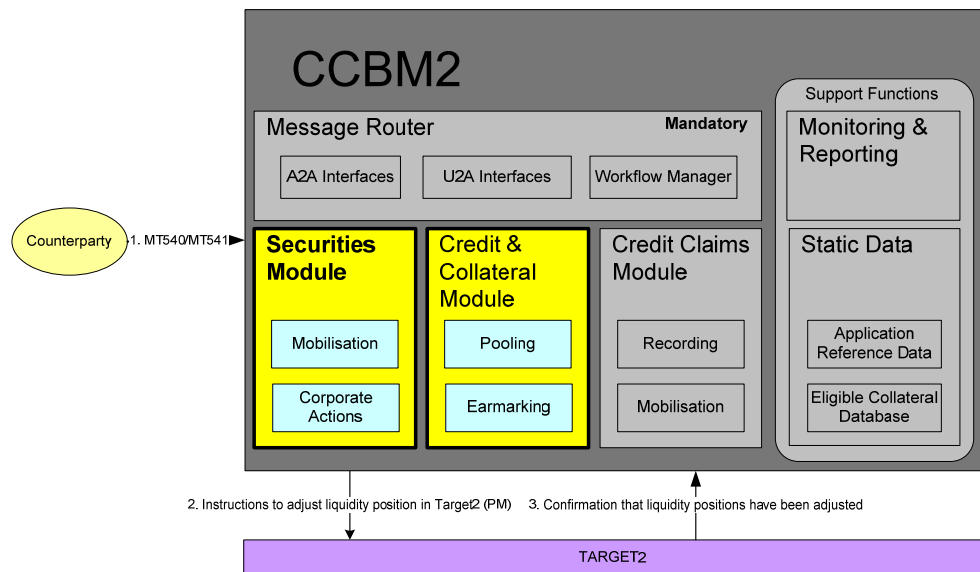 CCBM2
Support Functions
Message Router
Mandatory
A2A Interfaces
U2A Interfaces
Workflow Manager
Monitoring &
Reporting
Counterparty
1. MT540/MT541
Securities
Module
Mobilisation
Corporate
Actions
Credit &
Collateral
Module
Pooling
Earmarking
Credit Claims
Module
Recording
Mobilisation
Static Data
Application
Reference Data
Eligible Collateral
Database
2. Instructions to adjust liquidity position in Target2 (PM)
3. Confirmation that liquidity positions have been adjusted
TARGET2